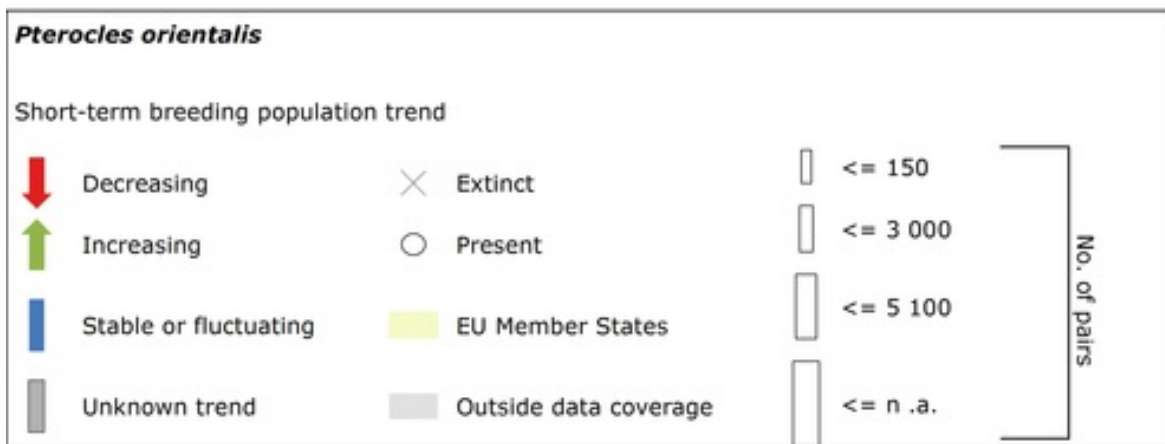 Pterocles orientalis
Short-term breeding population trend
Decreasing
Increasing
Stable or fluctuating
Unknown trend
Extinct
Present
EU Member States
Outside data coverage
<= 150
<= 3 000
<= 5 100
<= n .a.
No. of pairs